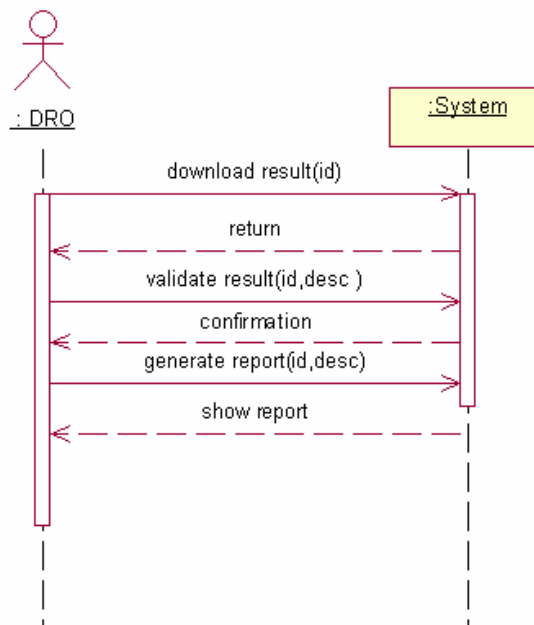 : DRO
:System
download result(id)
return
validate result(id,desc )
confirmation
generate report(id,desc)
show report